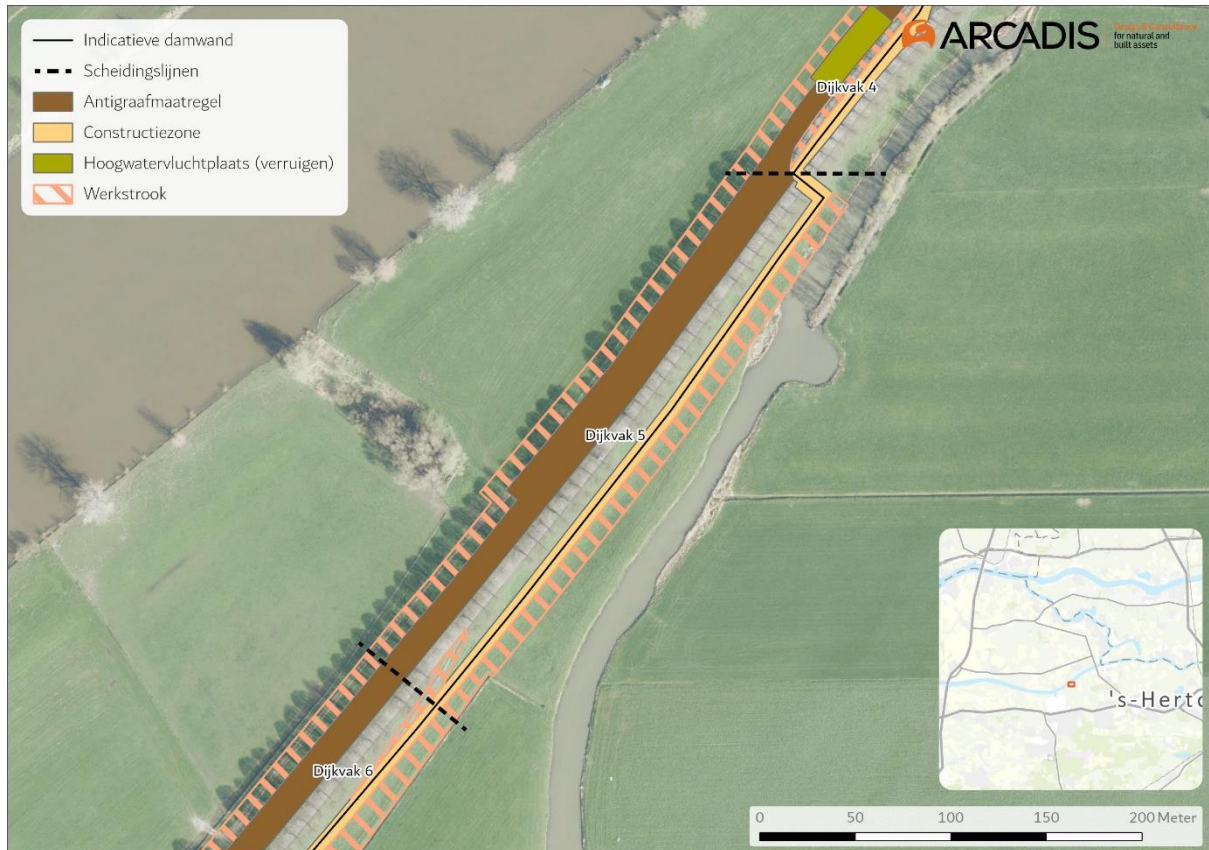 Indicatieve damwand
Scheidingslijnen
Antigraafmaatregel
Constructiezone
Hoogwatervluchtplaats (verruigen)
Werkstrook
ARCADIS
for natural and
built assets
Dijkvak 4
Dijkvak 5
Dijkvak 6
's-Herto
0 50 100 150 200 Meter